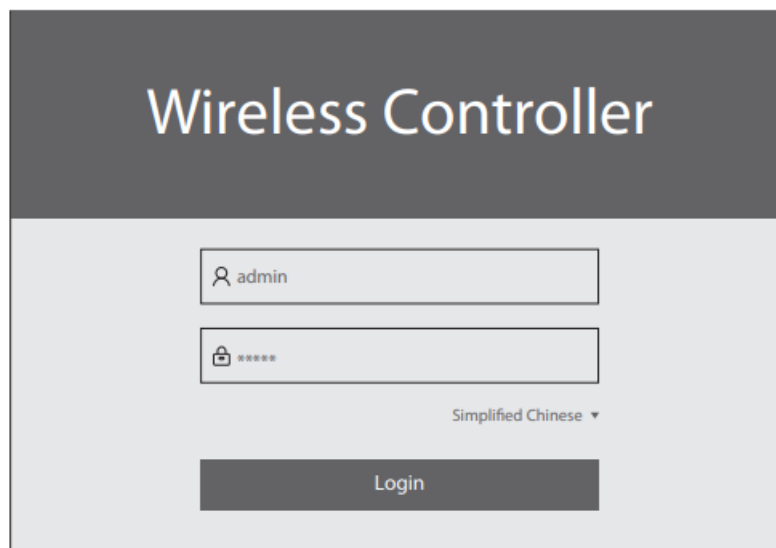 Wireless Controller
admin
*****
Simplified Chinese
Login